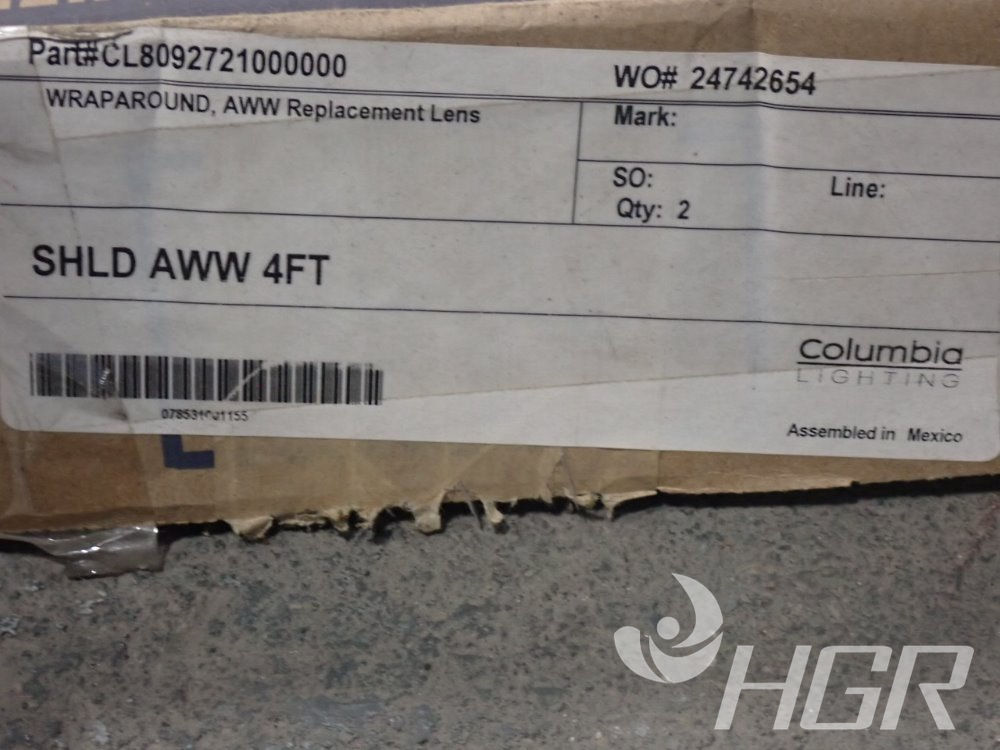 Part#CL8092721000000
WO# 24742654
WRAPAROUND, AWW Replacement Lens
Mark:
SO:
Line:
Qty: 2
SHLD AWW 4FT
Columbia
LIGHTING
Assembled in Mexico
HGR